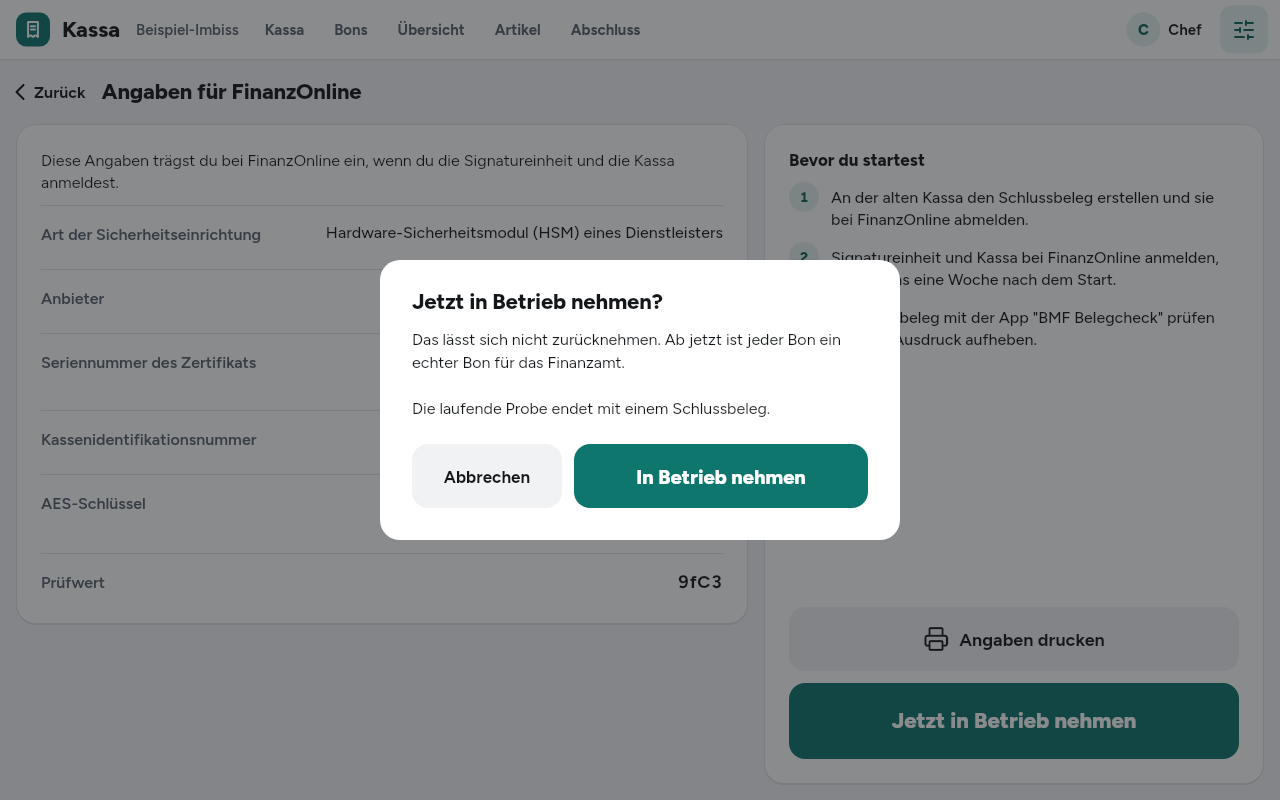 Kassa Beispiel-Imbiss Kassa Bons Übersicht Artikel Abschluss C Chef
Zurück Angaben für FinanzOnline
Diese Angaben trägst du bei FinanzOnline ein, wenn du die Signatureinheit und die Kassa
anmeldest.
Art der Sicherheitseinrichtung Hardware-Sicherheitsmodul (HSM) eines Dienstleisters
Anbieter
Seriennummer des Zertifikats
Kassenidentifikationsnummer
AES-Schlüssel
Prüfwert 9fC3
Bevor du startest
1 An der alten Kassa den Schlussbeleg erstellen und sie
bei FinanzOnline abmelden.
2 Signatureinheit und Kassa bei FinanzOnline anmelden,
eine Woche nach dem Start.
mit der App "BMF Belegcheck" prüfen
Ausdruck aufheben.
Angaben drucken
Jetzt in Betrieb nehmen
Jetzt in Betrieb nehmen?
Das lässt sich nicht zurücknehmen. Ab jetzt ist jeder Bon ein
echter Bon für das Finanzamt.
Die laufende Probe endet mit einem Schlussbeleg.
Abbrechen
In Betrieb nehmen